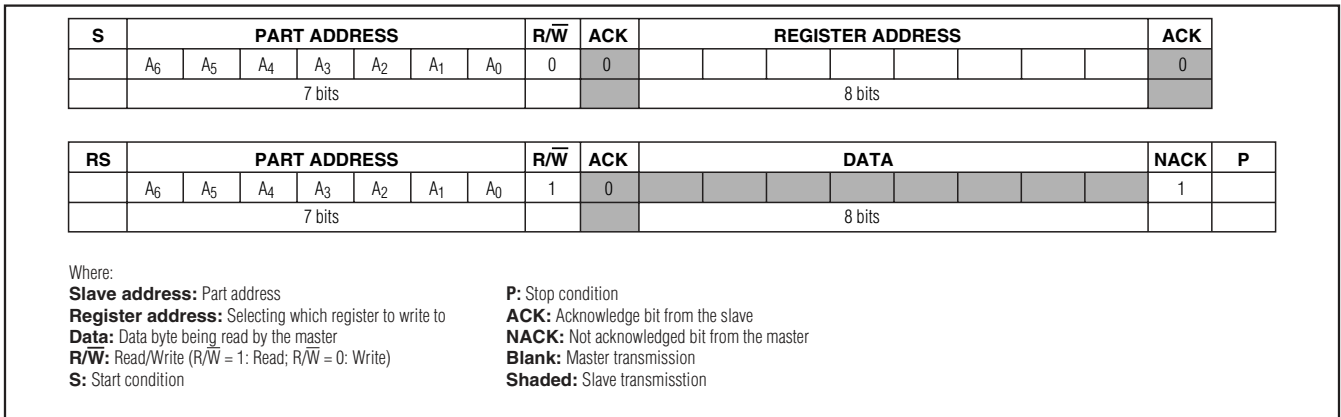 S PART ADDRESS R/W̅ ACK REGISTER ADDRESS ACK
A6 A5 A4 A3 A2 A1 A0 0 0 0
7 bits 8 bits
RS PART ADDRESS R/W̅ ACK DATA NACK P
A6 A5 A4 A3 A2 A1 A0 1 0 1
7 bits 8 bits
Where:
Slave address: Part address
Register address: Selecting which register to write to
Data: Data byte being read by the master
R/W̅: Read/Write (R/W̅ = 1: Read; R/W̅ = 0: Write)
S: Start condition
P: Stop condition
ACK: Acknowledge bit from the slave
NACK: Not acknowledged bit from the master
Blank: Master transmission
Shaded: Slave transmisstion